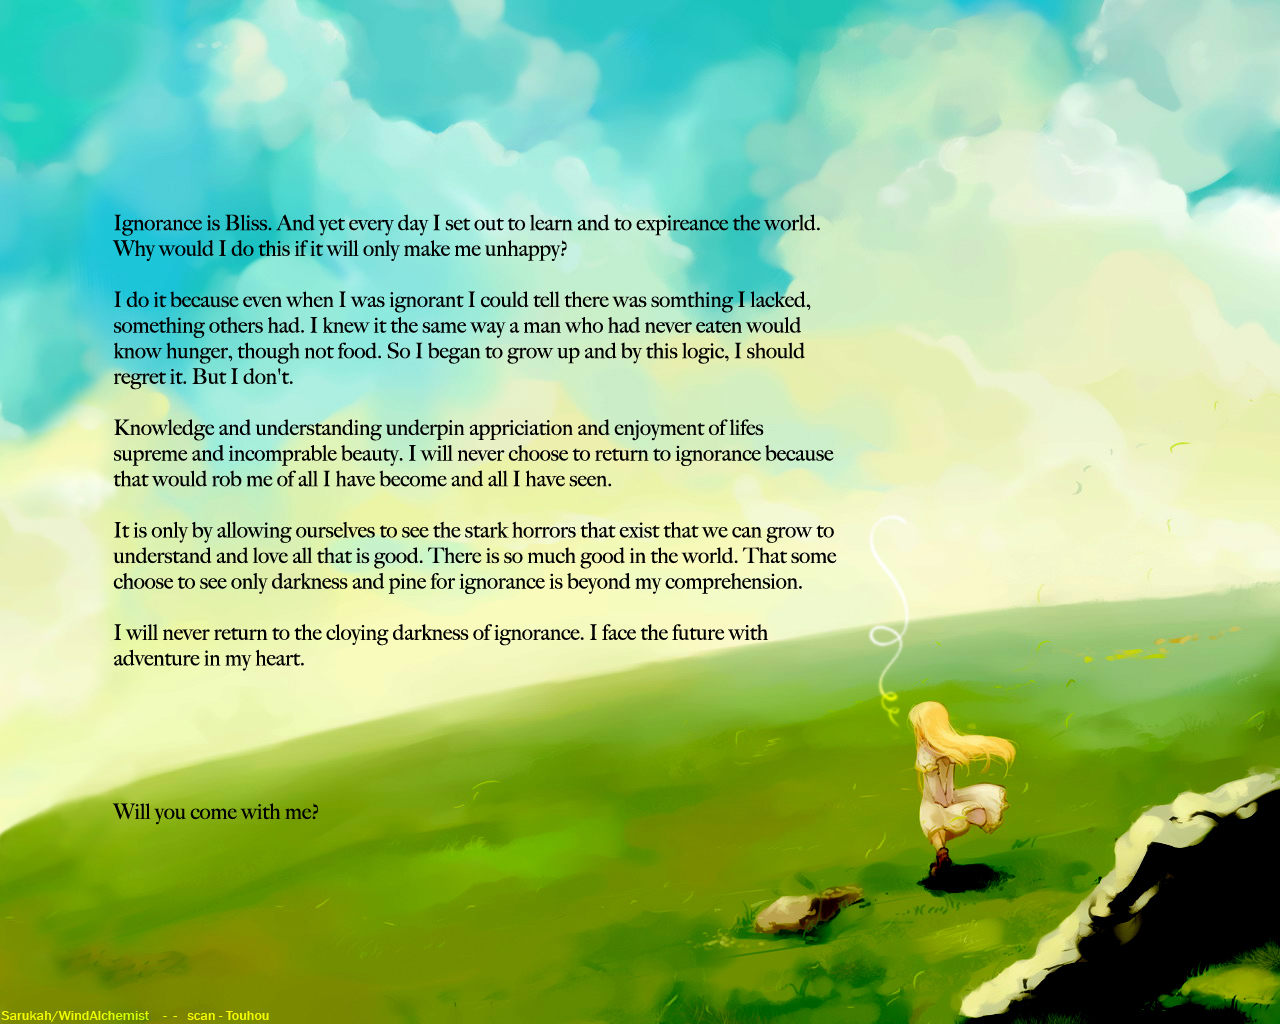 Ignorance is Bliss. And yet every day I set out to learn and to expireance the world.
Why would I do this if it will only make me unhappy?
I do it because even when I was ignorant I could tell there was somthing I lacked,
something others had. I knew it the same way a man who had never eaten would
know hunger, though not food. So I began to grow up and by this logic, I should
regret it. But I don't.
Knowledge and understanding underpin appriciation and enjoyment of lifes
supreme and incomprable beauty. I will never choose to return to ignorance because
that would rob me of all I have become and all I have seen.
It is only by allowing ourselves to see the stark horrors that exist that we can grow to
understand and love all that is good. There is so much good in the world. That some
choose to see only darkness and pine for ignorance is beyond my comprehension.
I will never return to the cloying darkness of ignorance. I face the future with
adventure in my heart.
Will you come with me?
Sarukah/WindAlchemist - - scan - Touhou